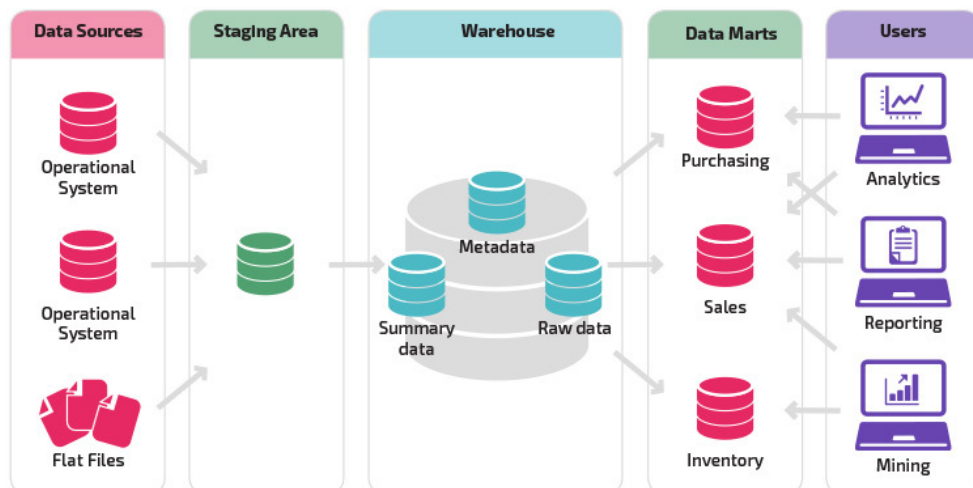 Data Sources
Staging Area
Warehouse
Data Marts
Users
Operational
System
Operational
System
Flat Files
Metadata
Summary
data
Raw data
Purchasing
Sales
Inventory
Analytics
Reporting
Mining